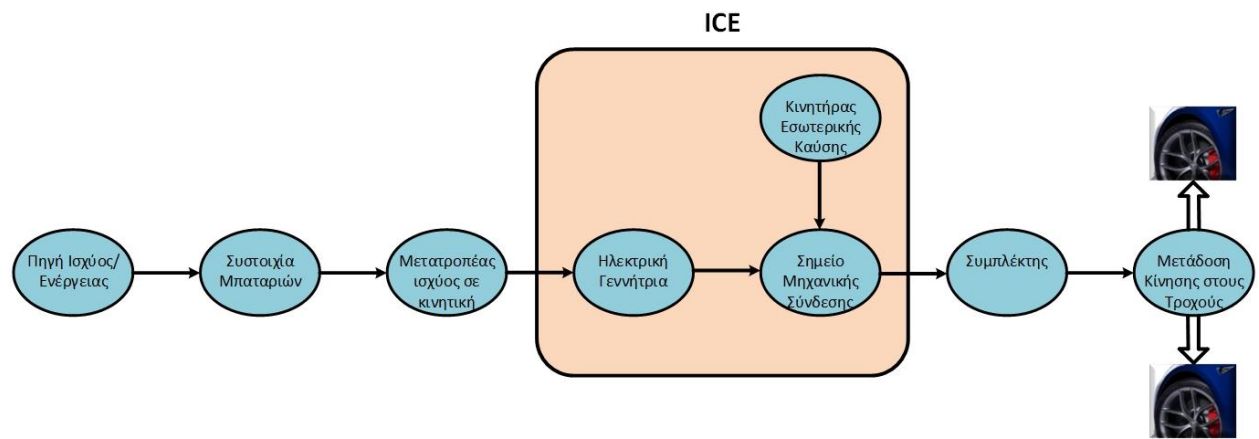 ICE
Κινητήρας
Εσωτερικής
Καύσης
Πηγή Ισχύος/
Ενέργειας
Συστοιχία
Μπαταριών
Μετατροπέας
ισχύος σε
κινητική
Ηλεκτρική
Γεννήτρια
Σημείο
Μηχανικής
Σύνδεσης
Συμπλέκτης
Μετάδοση
Κίνησης στους
Τροχούς